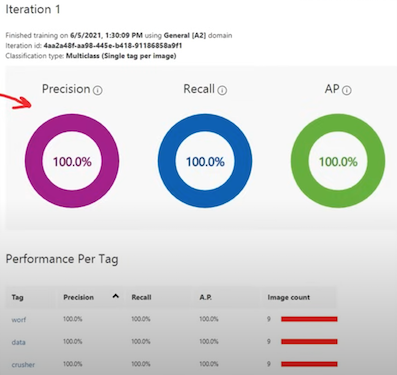 Iteration 1
Finished training on 6/5/2021, 1:30:09 PM using General [A2] domain
Iteration id: 4aa2a48f-aa98-445e-b418-91186858a9f1
Classification type: Multiclass (Single tag per image)
Precision Recall AP
100.0% 100.0% 100.0%
Performance Per Tag
Tag Precision Recall A.P. Image count
worf 100.0% 100.0% 100.0% 9
data 100.0% 100.0% 100.0% 9
crusher 100.0% 100.0% 100.0% 9